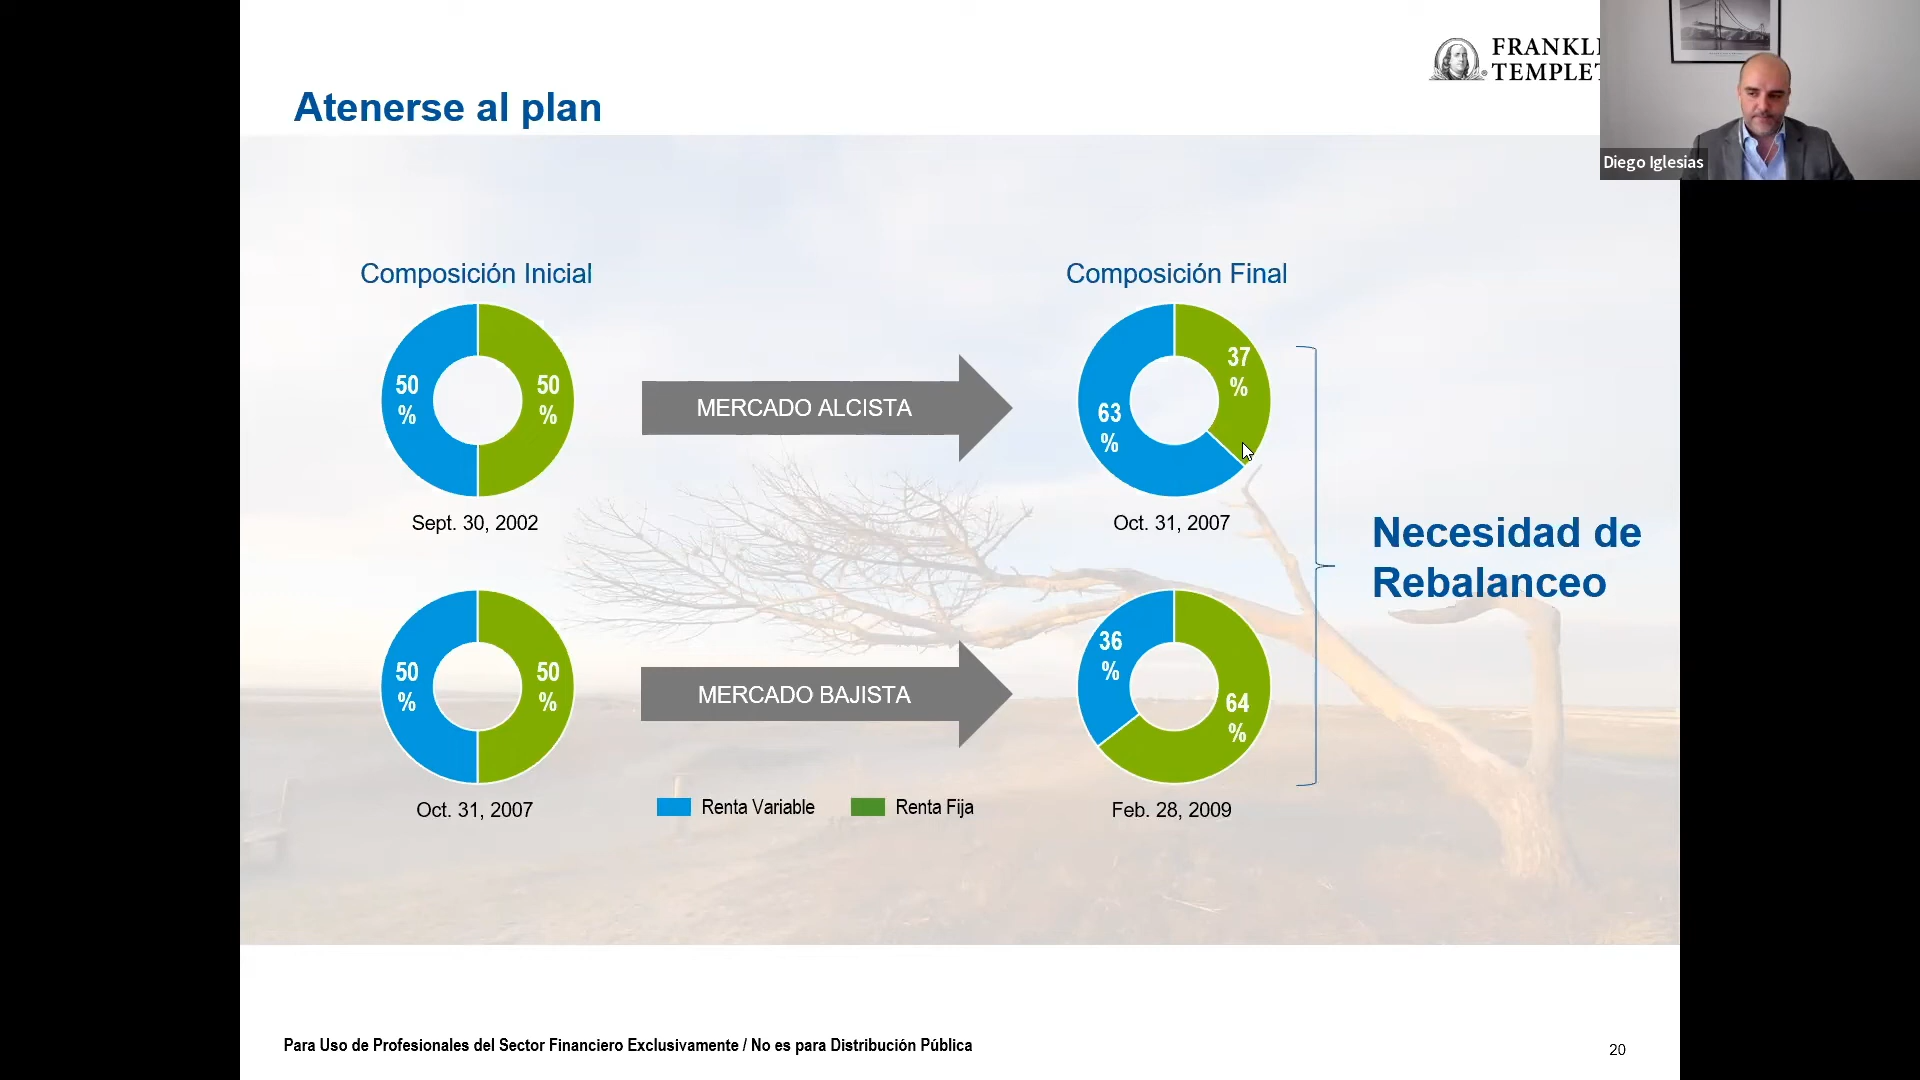 FRANKLI
TEMPLET
Diego Iglesias
Atenerse al plan
Composición Inicial
Composición Final
50
%
50
%
MERCADO ALCISTA
37
%
63
%
Sept. 30, 2002
Oct. 31, 2007
Necesidad de
Rebalanceo
50
%
50
%
MERCADO BAJISTA
36
%
64
%
Oct. 31, 2007
Renta Variable
Renta Fija
Feb. 28, 2009
Para Uso de Profesionales del Sector Financiero Exclusivamente / No es para Distribución Pública
20